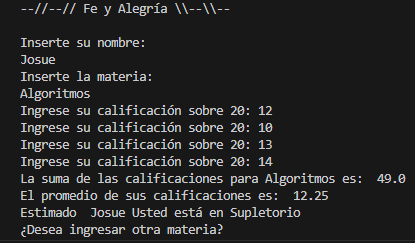 --//--// Fe y Alegría \\--\\--
Inserte su nombre:
Josue
Inserte la materia:
Algoritmos
Ingrese su calificación sobre 20: 12
Ingrese su calificación sobre 20: 10
Ingrese su calificación sobre 20: 13
Ingrese su calificación sobre 20: 14
La suma de las calificaciones para Algoritmos es:  49.0
El promedio de sus calificaciones es:  12.25
Estimado  Josue Usted está en Supletorio
¿Desea ingresar otra materia?